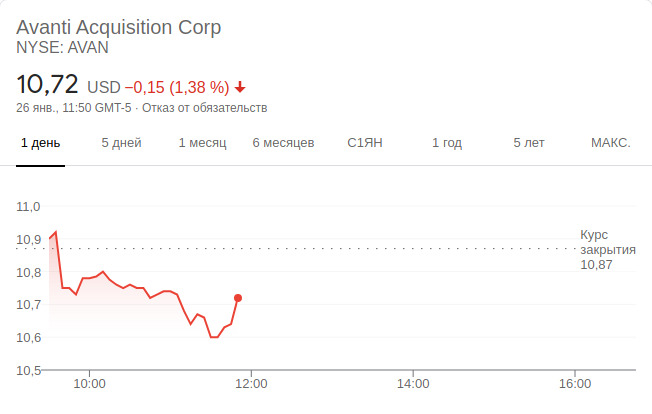 Avanti Acquisition Corp
NYSE: AVAN
10,72 USD −0,15 (1,38 %)
26 янв., 11:50 GMT-5 · Отказ от обязательств
1 день 5 дней 1 месяц 6 месяцев С1ЯН 1 год 5 лет МАКС.
11,0
10,9
10,8
10,7
10,6
10,5
Курс
закрытия
10,87
10:00 12:00 14:00 16:00